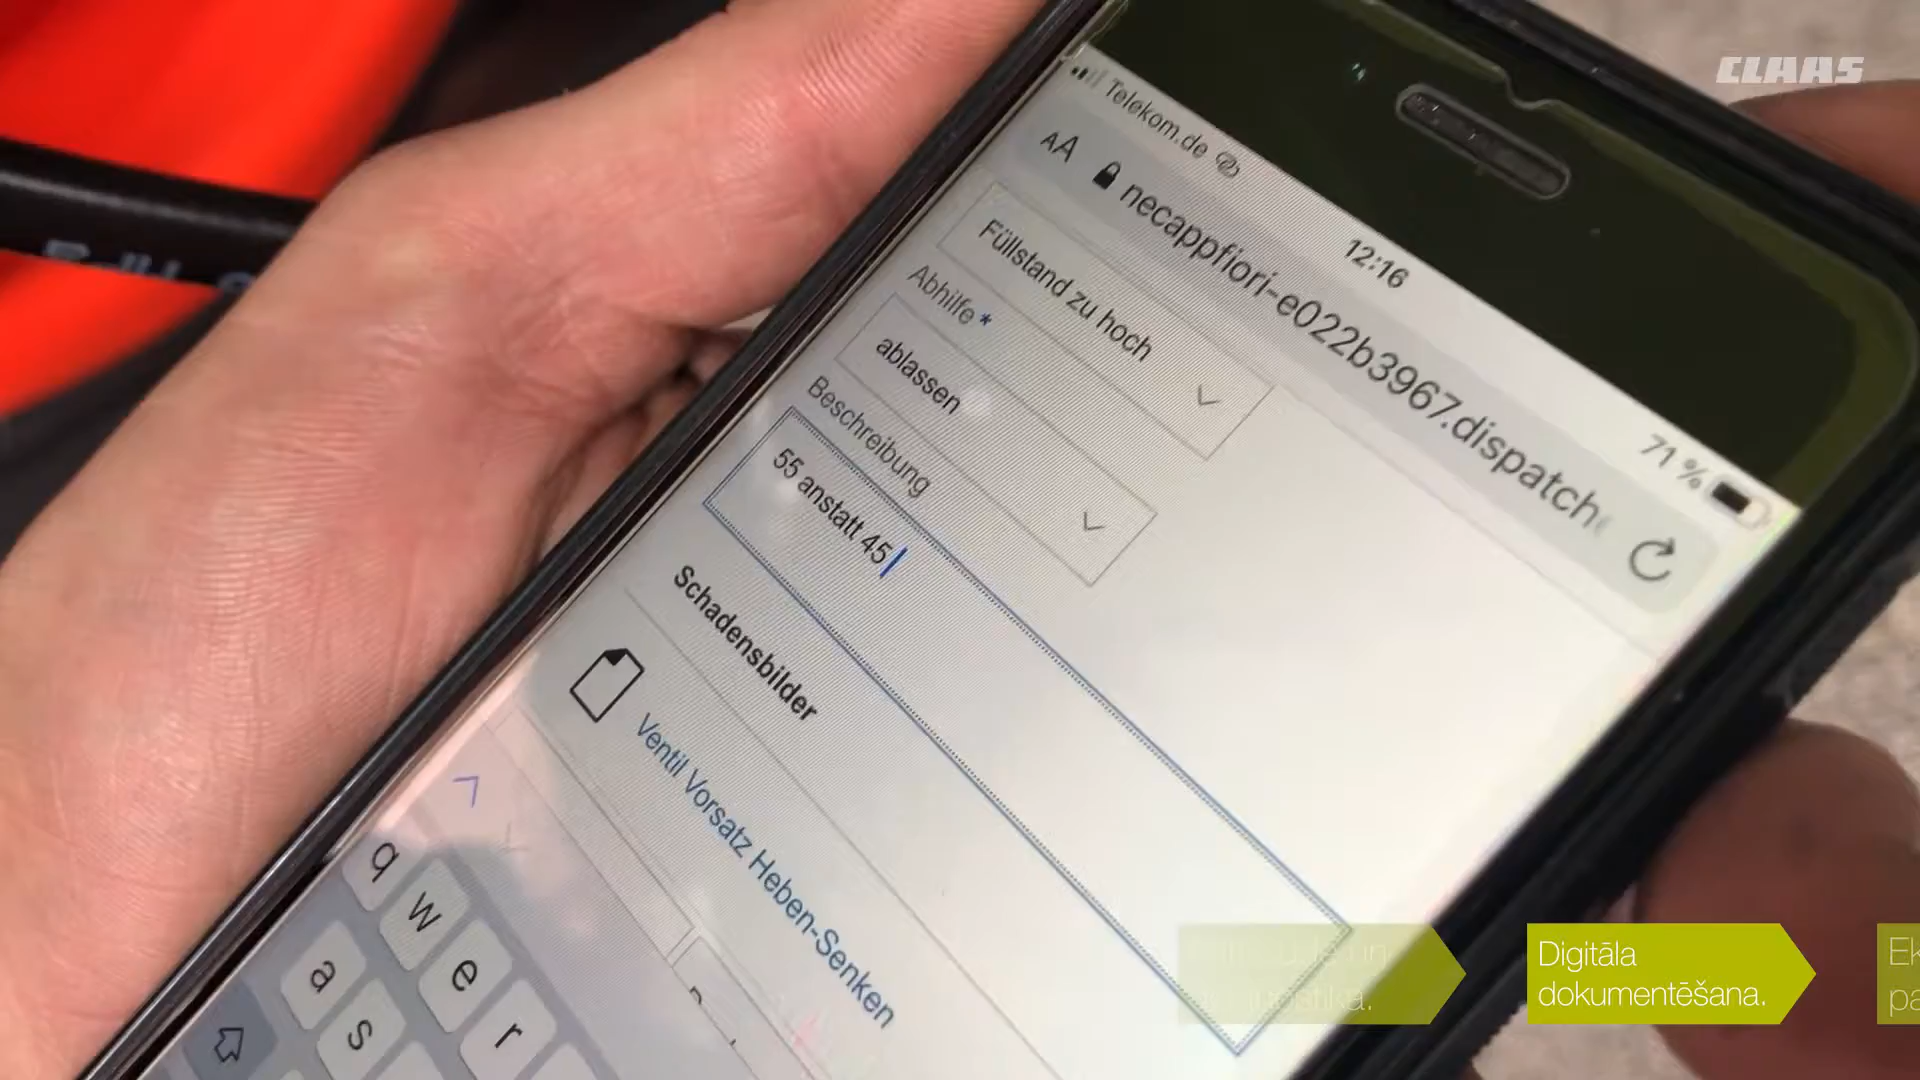 CLAAS
Telekom.de
12:16
71 %
AA
necappfiori-e022b3967.dispatch
Füllstand zu hoch
Abhilfe *
ablassen
Beschreibung
55 anstatt 45
Schadensbilder
Ventil Vorsatz Heben-Senken
q w e r
a s
Digitāla
dokumentēšana.